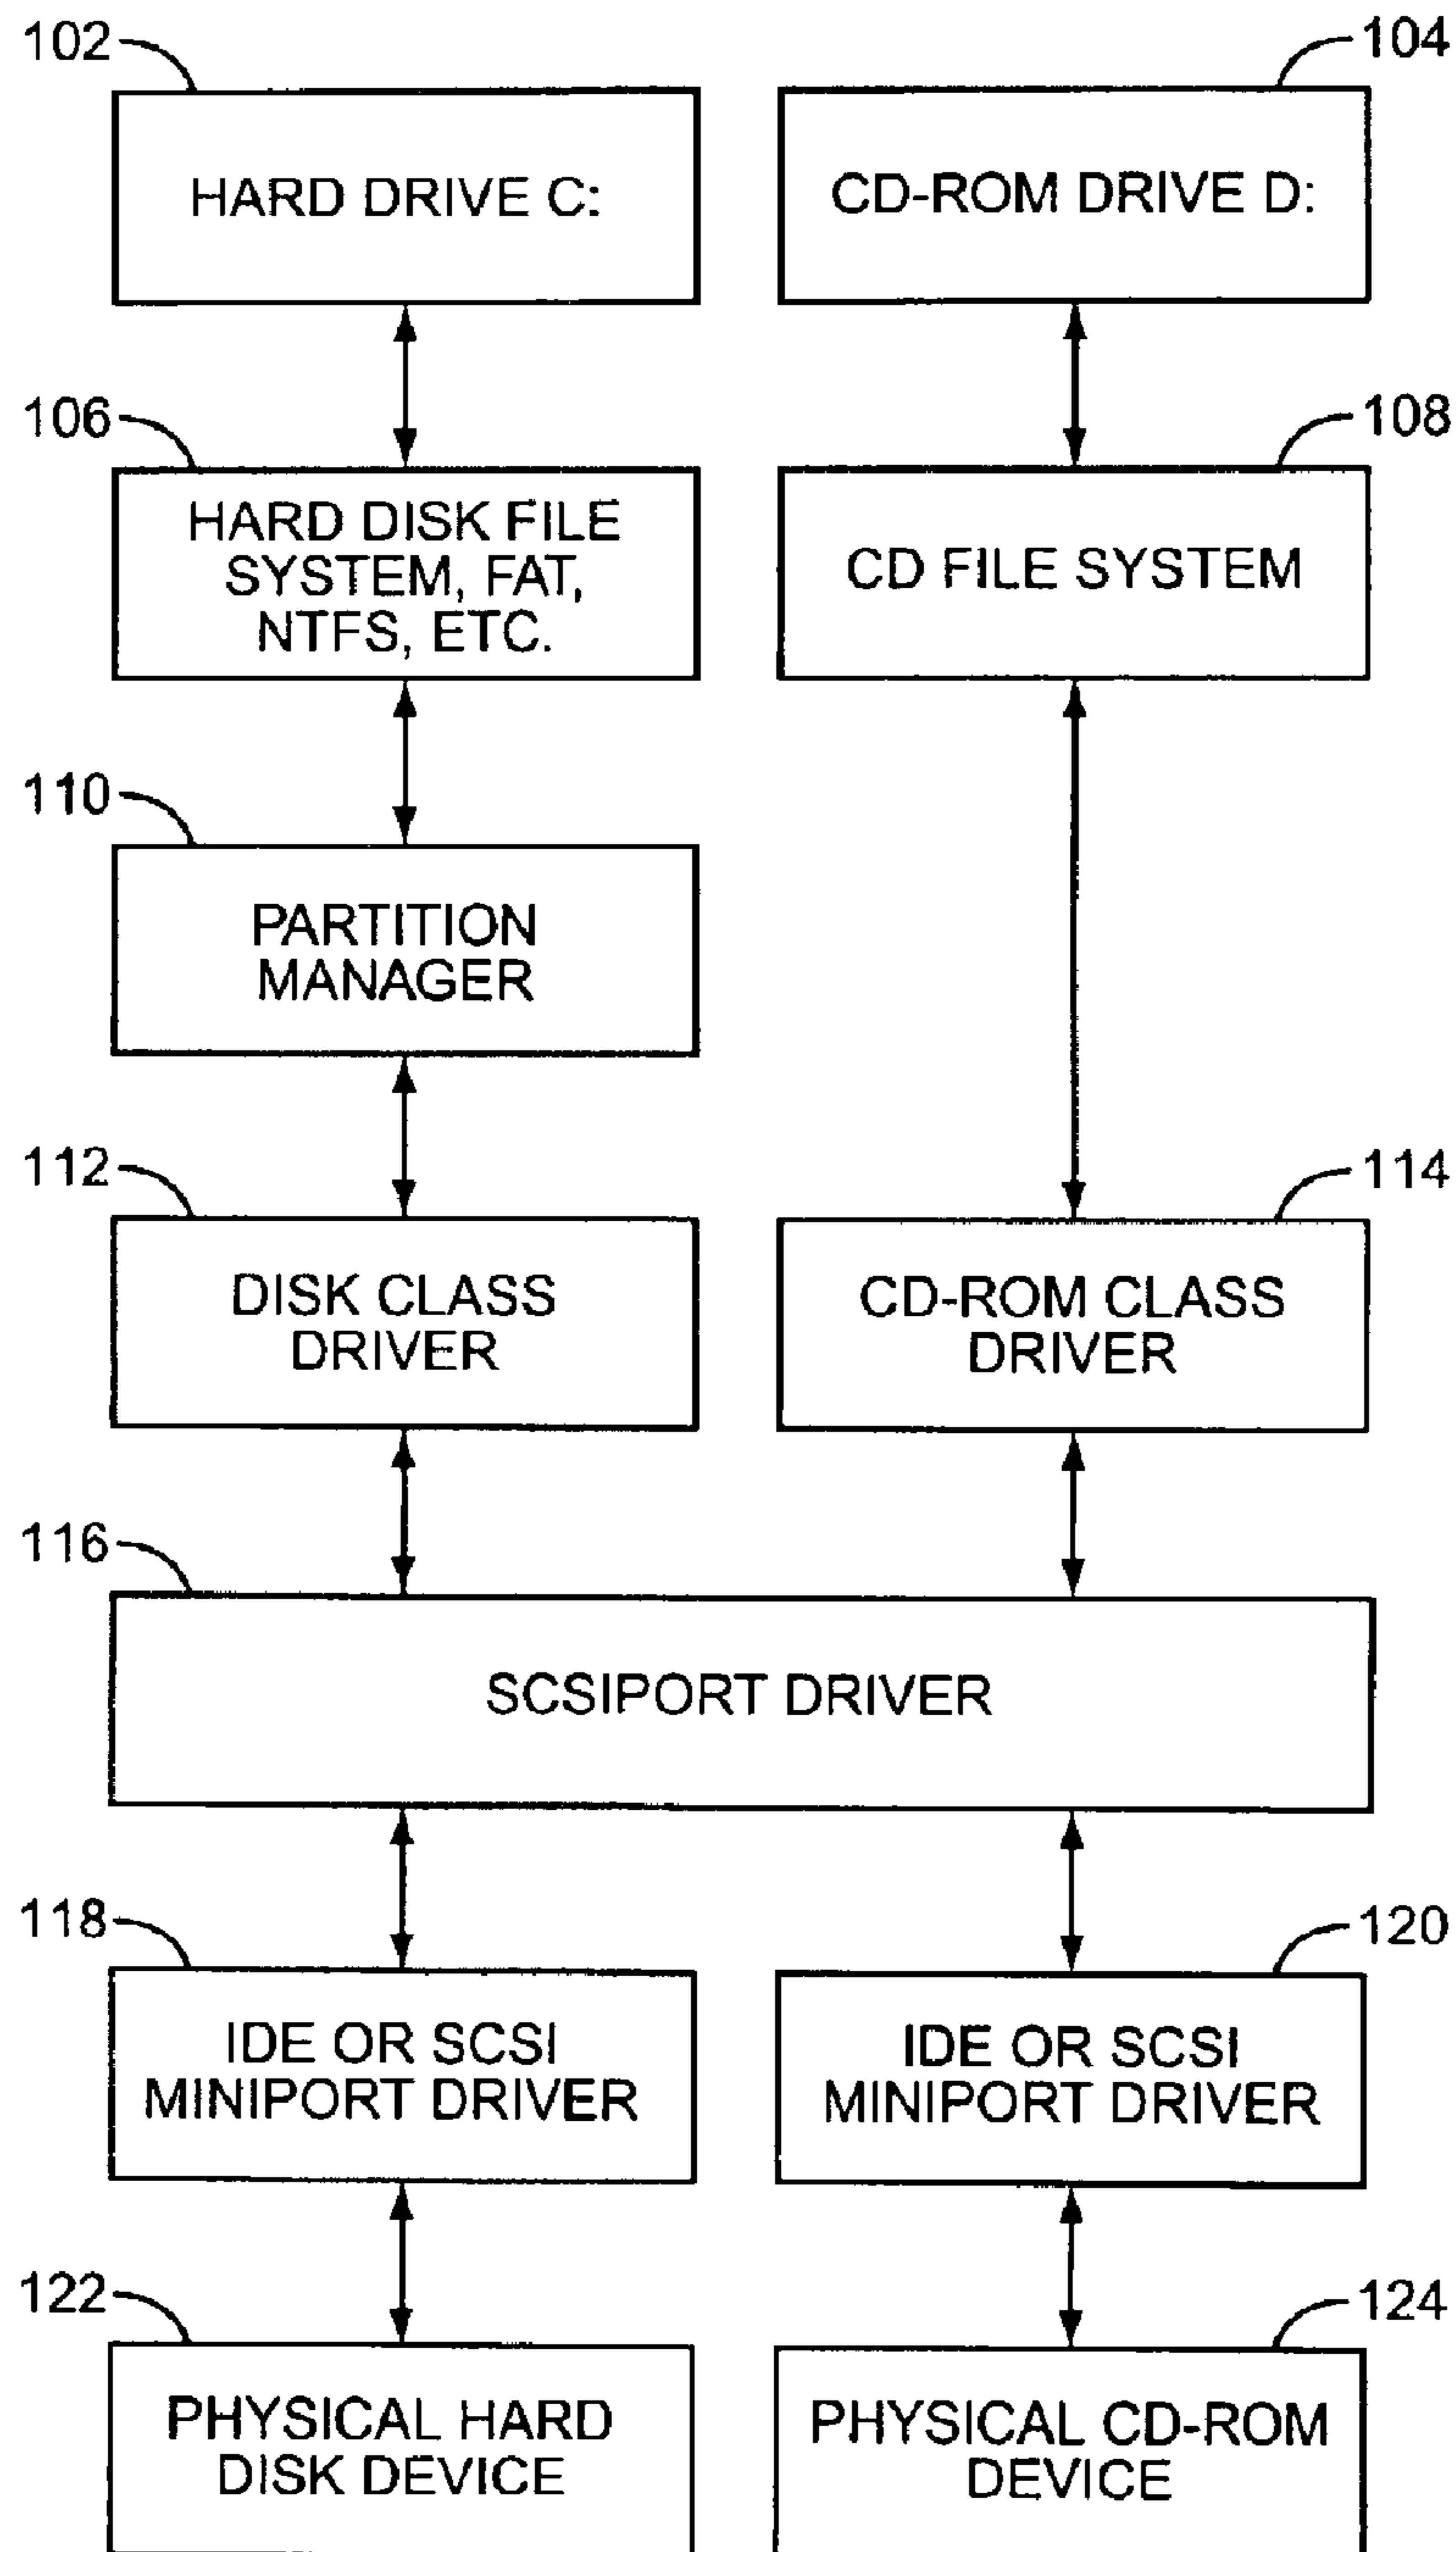 102
104
HARD DRIVE C:
CD-ROM DRIVE D:
106
108
HARD DISK FILE
SYSTEM, FAT,
NTFS, ETC.
CD FILE SYSTEM
110
PARTITION
MANAGER
112
114
DISK CLASS
DRIVER
CD-ROM CLASS
DRIVER
116
SCSIPORT DRIVER
118
120
IDE OR SCSI
MINIPORT DRIVER
IDE OR SCSI
MINIPORT DRIVER
122
124
PHYSICAL HARD
DISK DEVICE
PHYSICAL CD-ROM
DEVICE